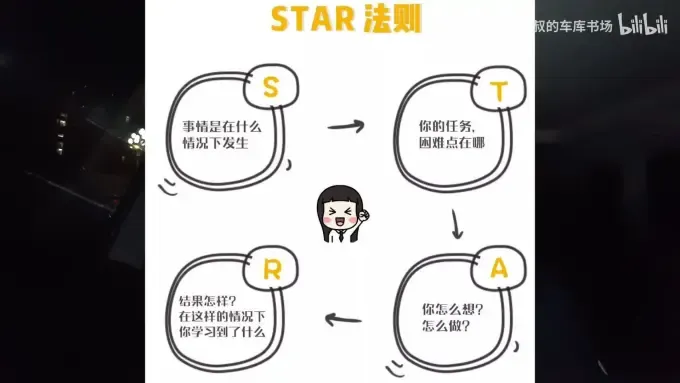 STAR 法则
叔的车库书场 bilibili
S
事情是在什么
情况下发生
T
你的任务,
困难点在哪
A
你怎么想?
怎么做?
R
结果怎样?
在这样的情况下
你学习到了什么